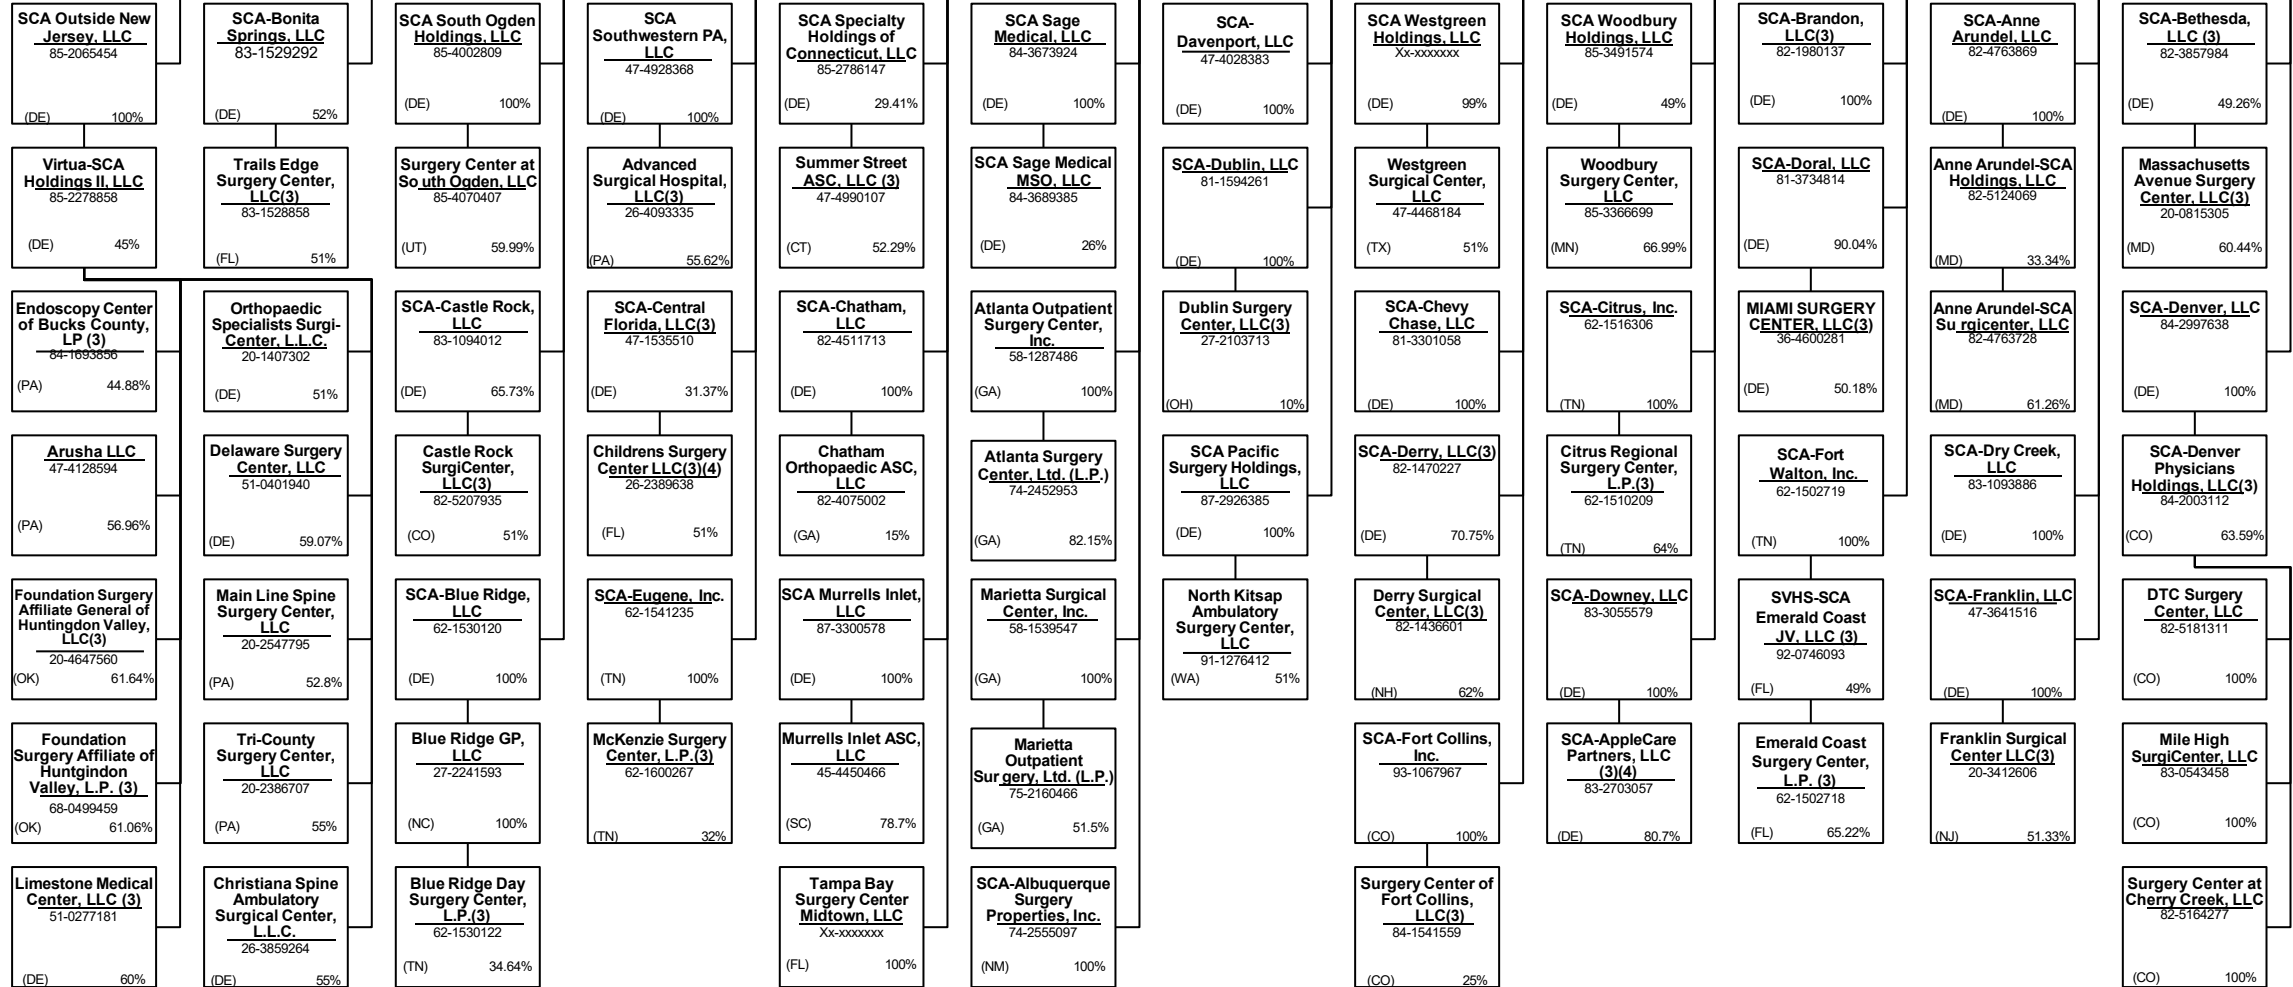 SCA Outside New
Jersey, LLC
85-2065454
(DE) 100%
SCA-Bonita
Springs, LLC
83-1529292
(DE) 52%
SCA South Ogden
Holdings, LLC
85-4002809
(DE) 100%
SCA
Southwestern PA,
LLC
47-4928368
(DE) 100%
SCA Specialty
Holdings of
Connecticut, LLC
85-2786147
(DE) 29.41%
SCA Sage
Medical, LLC
84-3673924
(DE) 100%
SCA-
Davenport, LLC
47-4028383
(DE) 100%
SCA Westgreen
Holdings, LLC
Xx-xxxxxxx
(DE) 99%
SCA Woodbury
Holdings, LLC
85-3491574
(DE) 49%
SCA-Brandon,
LLC(3)
82-1980137
(DE) 100%
SCA-Anne
Arundel, LLC
82-4763869
(DE) 100%
SCA-Bethesda,
LLC (3)
82-3857984
(DE) 49.26%
Virtua-SCA
Holdings II, LLC
85-2278858
(DE) 45%
Trails Edge
Surgery Center,
LLC(3)
83-1528858
(FL) 51%
Surgery Center at
South Ogden, LLC
85-4070407
(UT) 59.99%
Advanced
Surgical Hospital,
LLC(3)
26-4093335
(PA) 55.62%
Summer Street
ASC, LLC (3)
47-4990107
(CT) 52.29%
SCA Sage Medical
MSO, LLC
84-3689385
(DE) 26%
SCA-Dublin, LLC
81-1594261
(DE) 100%
Westgreen
Surgical Center,
LLC
47-4468184
(TX) 51%
Woodbury
Surgery Center,
LLC
85-3366699
(MN) 66.99%
SCA-Doral, LLC
81-3734814
(DE) 90.04%
Anne Arundel-SCA
Holdings, LLC
82-5124069
(MD) 33.34%
Massachusetts
Avenue Surgery
Center, LLC(3)
20-0815305
(MD) 60.44%
Endoscopy Center
of Bucks County,
LP (3)
84-1693856
(PA) 44.88%
Orthopaedic
Specialists Surgi-
Center, L.L.C.
20-1407302
(DE) 51%
SCA-Castle Rock,
LLC
83-1094012
(DE) 65.73%
SCA-Central
Florida, LLC(3)
47-1535510
(DE) 31.37%
SCA-Chatham,
LLC
82-4511713
(DE) 100%
Atlanta Outpatient
Surgery Center,
Inc.
58-1287486
(GA) 100%
Dublin Surgery
Center, LLC(3)
27-2103713
(OH) 10%
SCA-Chevy
Chase, LLC
81-3301058
(DE) 100%
SCA-Citrus, Inc.
62-1516306
(TN) 100%
MIAMI SURGERY
CENTER, LLC(3)
36-4600281
(DE) 50.18%
Anne Arundel-SCA
Surgicenter, LLC
82-4763728
(MD) 61.26%
SCA-Denver, LLC
84-2997638
(DE) 100%
Arusha LLC
47-4128594
(PA) 56.96%
Delaware Surgery
Center, LLC
51-0401940
(DE) 59.07%
Castle Rock
SurgiCenter,
LLC(3)
82-5207935
(CO) 51%
Childrens Surgery
Center LLC(3)(4)
26-2389638
(FL) 51%
Chatham
Orthopaedic ASC,
LLC
82-4075002
(GA) 15%
Atlanta Surgery
Center, Ltd. (L.P.)
74-2452953
(GA) 82.15%
SCA Pacific
Surgery Holdings,
LLC
87-2926385
(DE) 100%
SCA-Derry, LLC(3)
82-1470227
(DE) 70.75%
Citrus Regional
Surgery Center,
L.P.(3)
62-1510209
(TN) 64%
SCA-Fort
Walton, Inc.
62-1502719
(TN) 100%
SCA-Dry Creek,
LLC
83-1093886
(DE) 100%
SCA-Denver
Physicians
Holdings, LLC(3)
84-2003112
(CO) 63.59%
Foundation Surgery
Affiliate General of
Huntingdon Valley,
LLC(3)
20-4647560
(OK) 61.64%
Main Line Spine
Surgery Center,
LLC
20-2547795
(PA) 52.8%
SCA-Blue Ridge,
LLC
62-1530120
(DE) 100%
SCA-Eugene, Inc.
62-1541235
(TN) 100%
SCA Murrells Inlet,
LLC
87-3300578
(DE) 100%
Marietta Surgical
Center, Inc.
58-1539547
(GA) 100%
North Kitsap
Ambulatory
Surgery Center,
LLC
91-1276412
(WA) 51%
Derry Surgical
Center, LLC(3)
82-1436601
(NH) 62%
SCA-Downey, LLC
83-3055579
(DE) 100%
SVHS-SCA
Emerald Coast
JV, LLC (3)
92-0746093
(FL) 49%
SCA-Franklin, LLC
47-3641516
(DE) 100%
DTC Surgery
Center, LLC
82-5181311
(CO) 100%
Foundation
Surgery Affiliate of
Huntgindon
Valley, L.P. (3)
68-0499459
(OK) 61.06%
Tri-County
Surgery Center,
LLC
20-2386707
(PA) 55%
Blue Ridge GP,
LLC
27-2241593
(NC) 100%
McKenzie Surgery
Center, L.P.(3)
62-1600267
(TN) 32%
Murrells Inlet ASC,
LLC
45-4450466
(SC) 78.7%
Marietta
Outpatient
Surgery, Ltd. (L.P.)
75-2160466
(GA) 51.5%
SCA-Fort Collins,
Inc.
93-1067967
(CO) 100%
SCA-AppleCare
Partners, LLC
(3)(4)
83-2703057
(DE) 80.7%
Emerald Coast
Surgery Center,
L.P. (3)
62-1502718
(FL) 65.22%
Franklin Surgical
Center LLC(3)
20-3412606
(NJ) 51.33%
Mile High
SurgiCenter, LLC
83-0543458
(CO) 100%
Limestone Medical
Center, LLC (3)
51-0277181
(DE) 60%
Christiana Spine
Ambulatory
Surgical Center,
L.L.C.
26-3859264
(DE) 55%
Blue Ridge Day
Surgery Center,
L.P.(3)
62-1530122
(TN) 34.64%
Tampa Bay
Surgery Center
Midtown, LLC
Xx-xxxxxxx
(FL) 100%
SCA-Albuquerque
Surgery
Properties, Inc.
74-2555097
(NM) 100%
Surgery Center of
Fort Collins,
LLC(3)
84-1541559
(CO) 25%
Surgery Center at
Cherry Creek, LLC
82-5164277
(CO) 100%